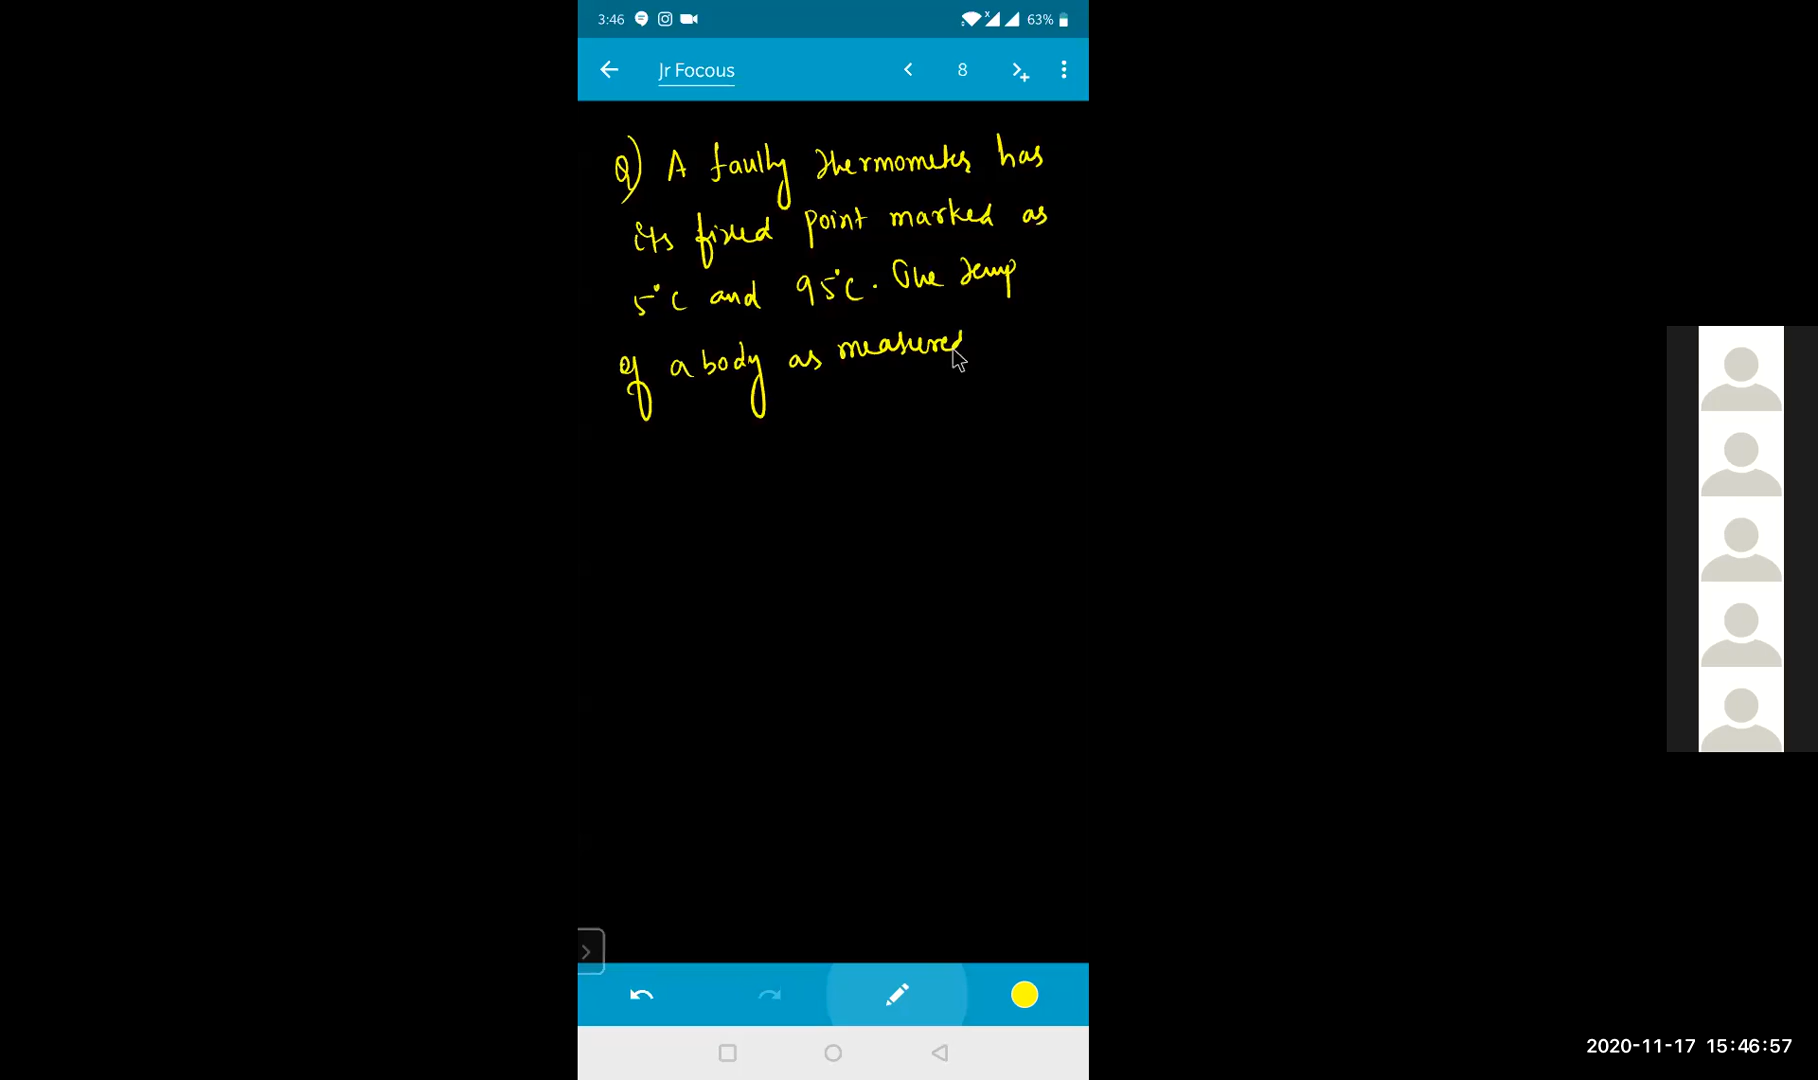 3:46 63%
Jr Focous 8
Q) A faulty thermometer has
its fixed point marked as
5°C and 95°C. The temp
of a body as measured
2020-11-17 15:46:57